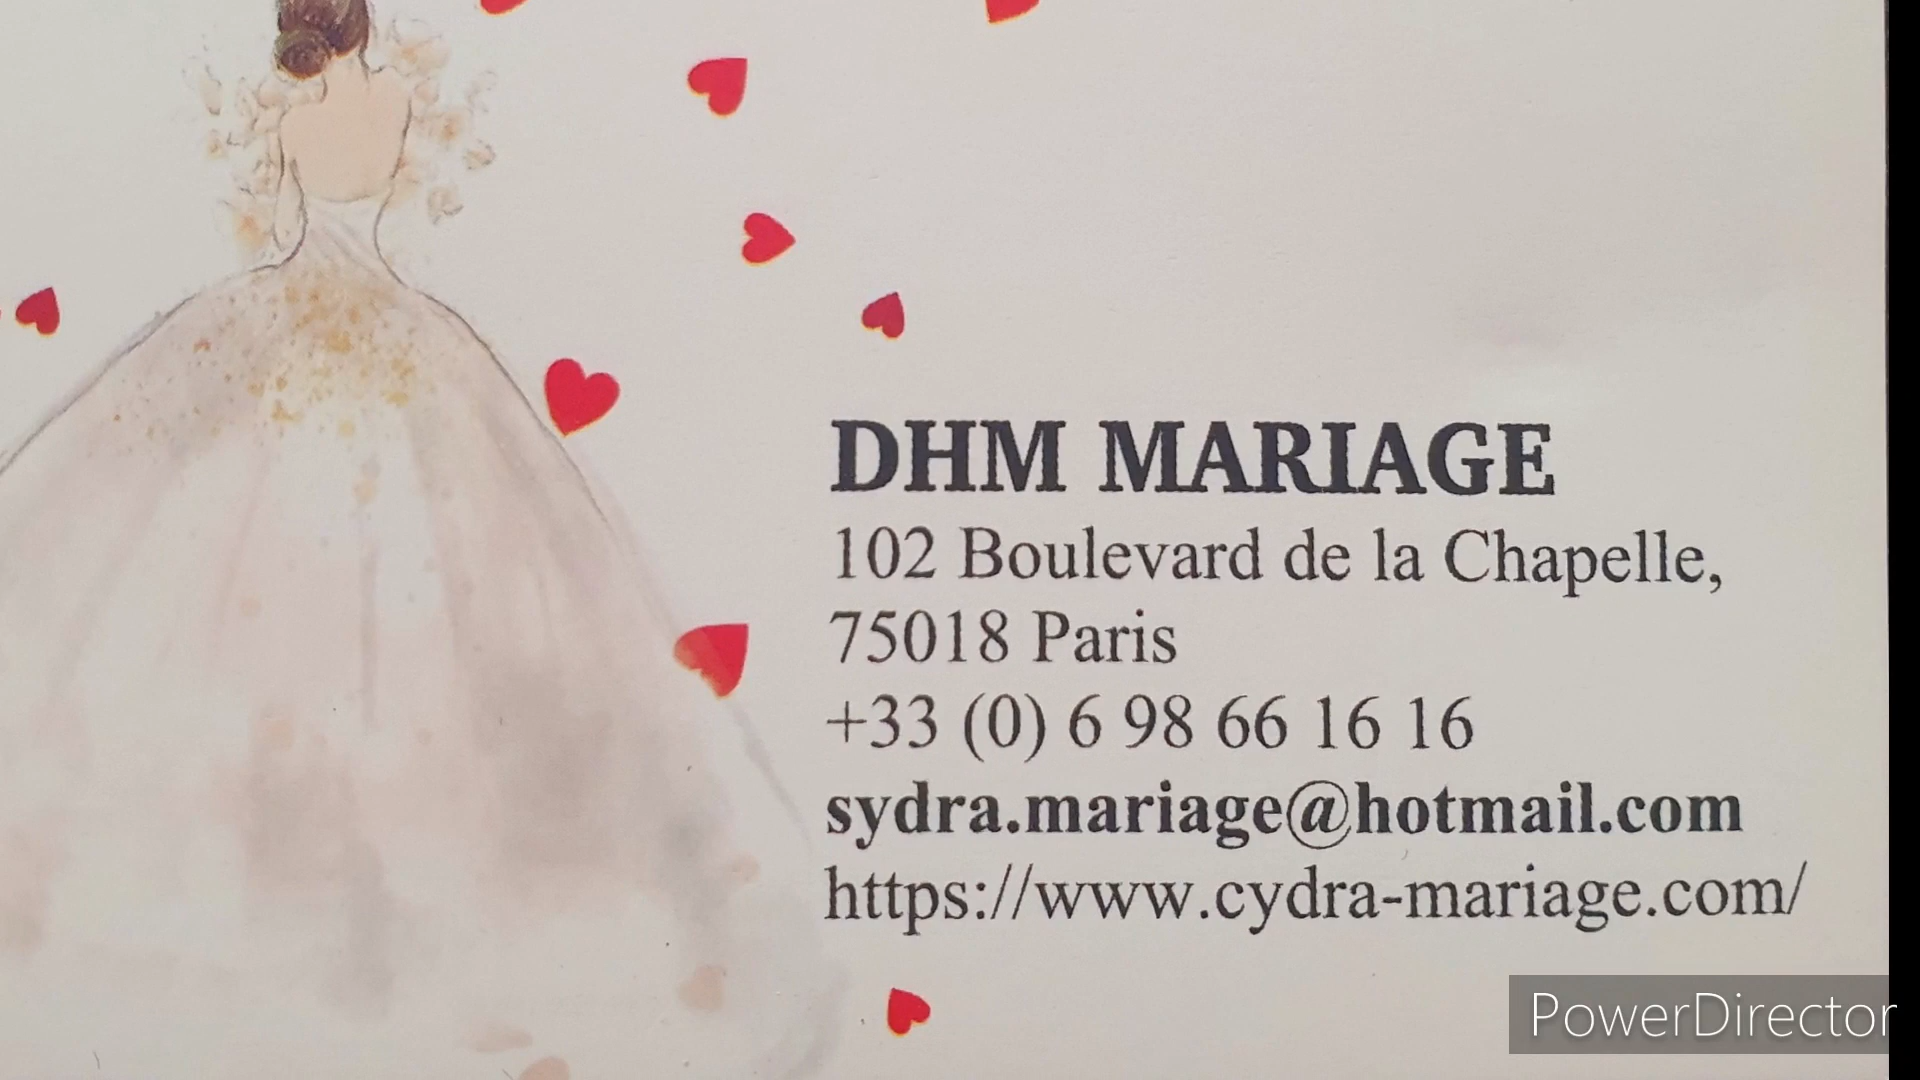 DHM MARIAGE
102 Boulevard de la Chapelle,
75018 Paris
+33 (0) 6 98 66 16 16
sydra.mariage@hotmail.com
https://www.cydra-mariage.com/
PowerDirector